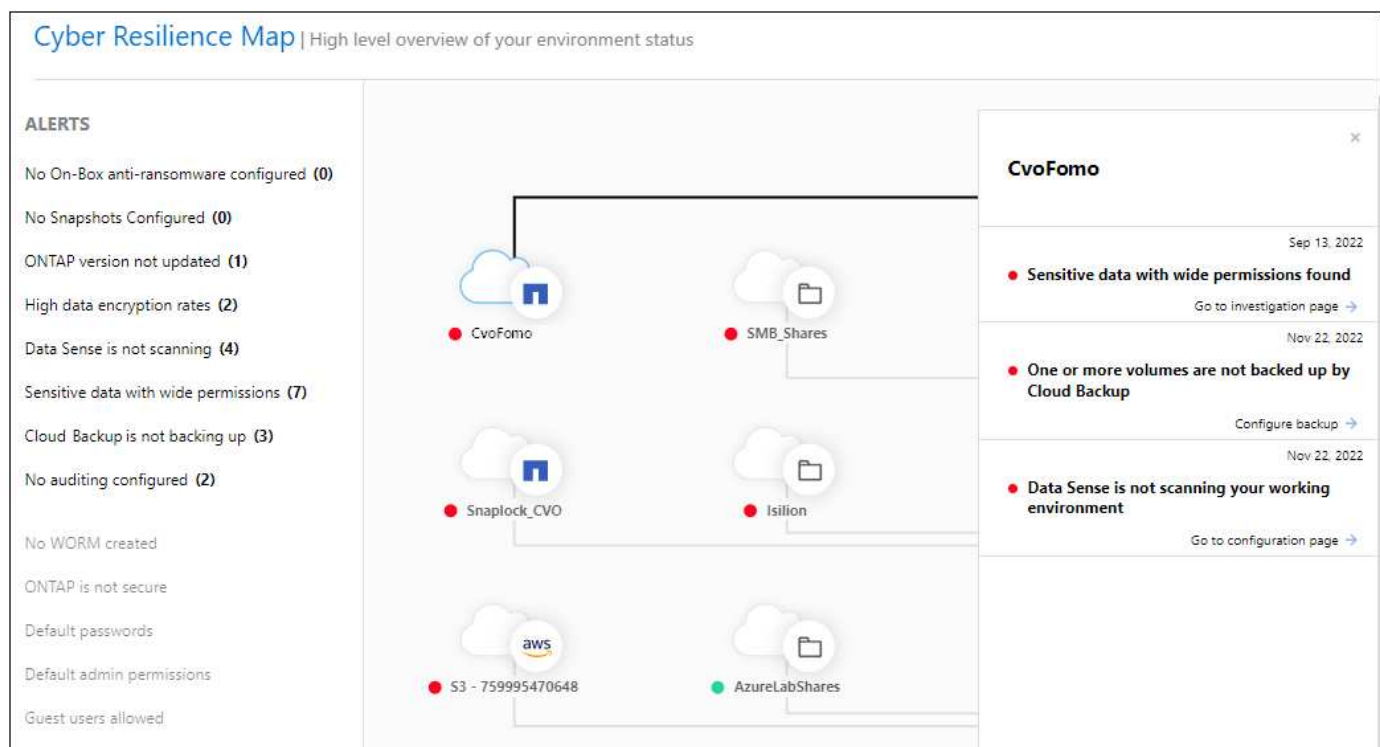 Cyber Resilience Map | High level overview of your environment status
ALERTS
No On-Box anti-ransomware configured (0)
No Snapshots Configured (0)
ONTAP version not updated (1)
High data encryption rates (2)
Data Sense is not scanning (4)
Sensitive data with wide permissions (7)
Cloud Backup is not backing up (3)
No auditing configured (2)
No WORM created
ONTAP is not secure
Default passwords
Default admin permissions
Guest users allowed
CvoFomo
SMB_Shares
Snaplock_CVO
Isilion
aws
S3 - 759995470648
AzureLabShares
CvoFomo
Sep 13, 2022
Sensitive data with wide permissions found
Go to investigation page
Nov 22, 2022
One or more volumes are not backed up by
Cloud Backup
Configure backup
Nov 22, 2022
Data Sense is not scanning your working
environment
Go to configuration page